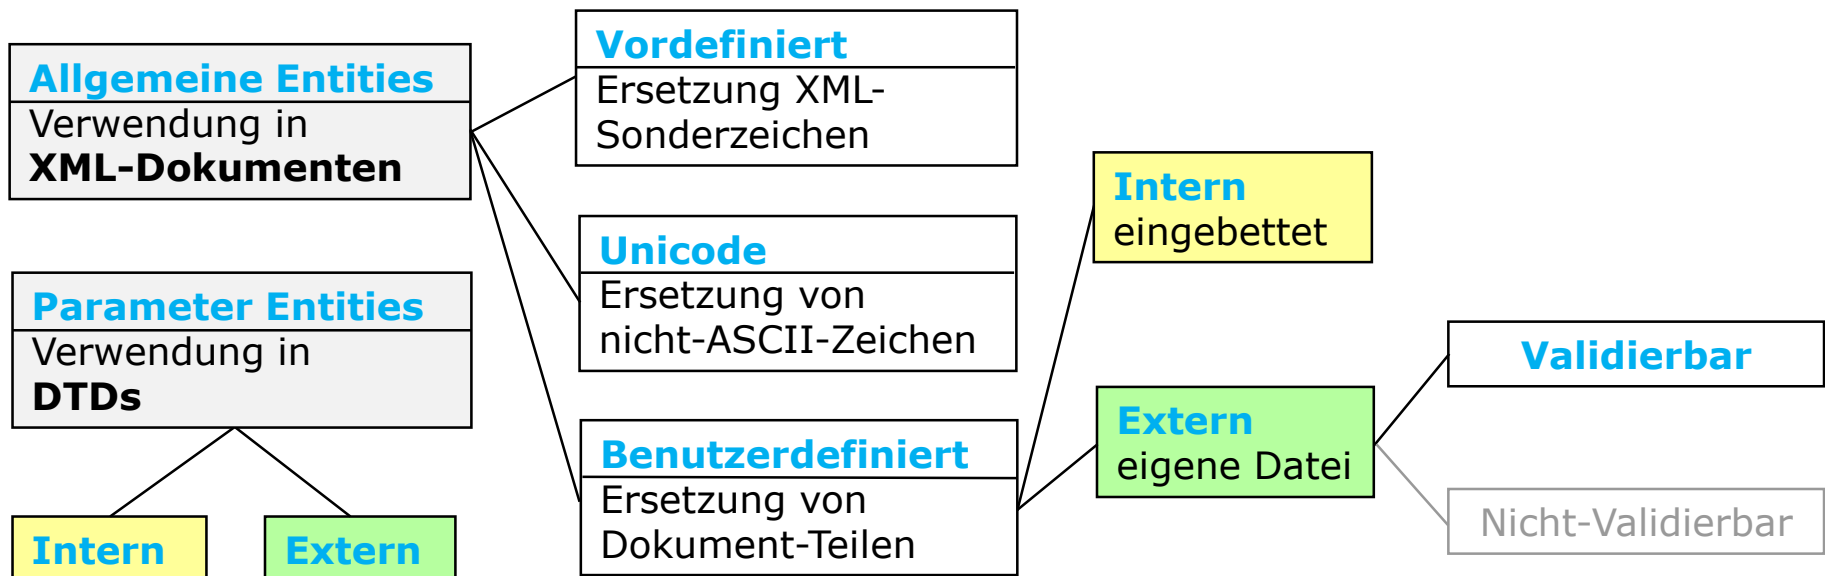 Allgemeine Entities
Verwendung in
XML-Dokumenten
Parameter Entities
Verwendung in
DTDs
Intern
Extern
Vordefiniert
Ersetzung XML-
Sonderzeichen
Unicode
Ersetzung von
nicht-ASCII-Zeichen
Benutzerdefiniert
Ersetzung von
Dokument-Teilen
Intern
eingebettet
Extern
eigene Datei
Validierbar
Nicht-Validierbar